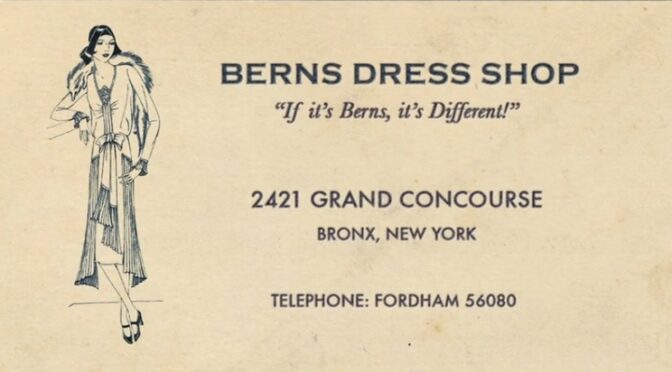 BERNS DRESS SHOP
"If it's Berns, it's Different!"
2421 GRAND CONCOURSE
BRONX, NEW YORK
TELEPHONE: FORDHAM 56080